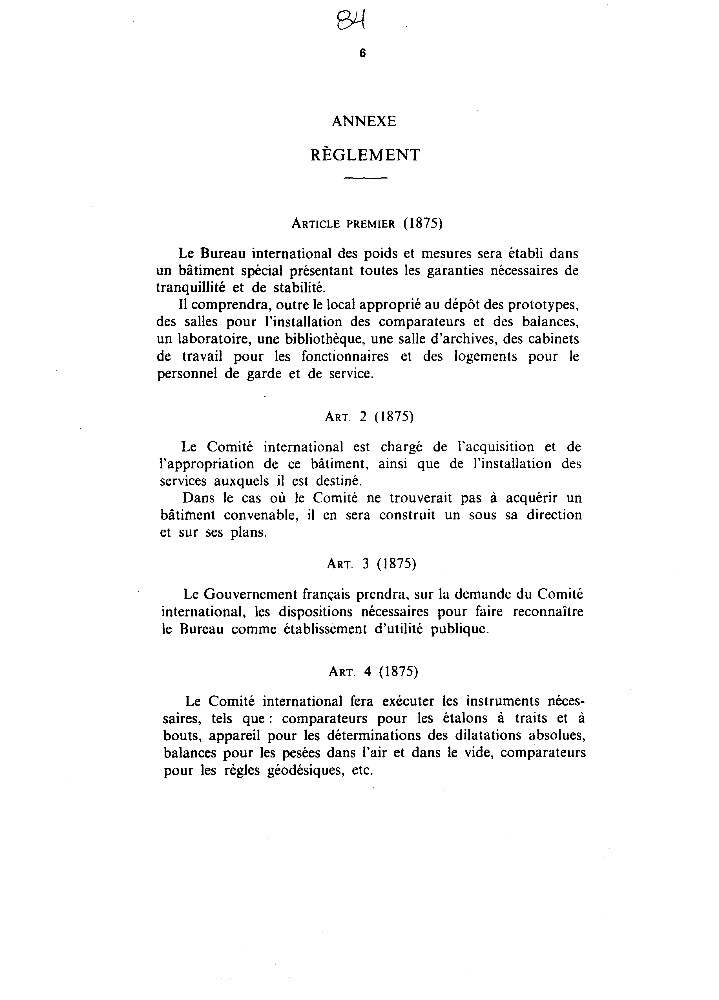 84
6
ANNEXE
RÈGLEMENT
ARTICLE PREMIER (1875)
Le Bureau international des poids et mesures sera établi dans
un bâtiment spécial présentant toutes les garanties nécessaires de
tranquillité et de stabilité.
Il comprendra, outre le local approprié au dépôt des prototypes,
des salles pour l'installation des comparateurs et des balances,
un laboratoire, une bibliothèque, une salle d'archives, des cabinets
de travail pour les fonctionnaires et des logements pour le
personnel de garde et de service.
ART. 2 (1875)
Le Comité international est chargé de l'acquisition et de
l'appropriation de ce bâtiment, ainsi que de l'installation des
services auxquels il est destiné.
Dans le cas où le Comité ne trouverait pas à acquérir un
bâtiment convenable, il en sera construit un sous sa direction
et sur ses plans.
ART. 3 (1875)
Le Gouvernement français prendra, sur la demande du Comité
international, les dispositions nécessaires pour faire reconnaître
le Bureau comme établissement d'utilité publique.
ART. 4 (1875)
Le Comité international fera exécuter les instruments néces-
saires, tels que : comparateurs pour les étalons à traits et à
bouts, appareil pour les déterminations des dilatations absolues,
balances pour les pesées dans l'air et dans le vide, comparateurs
pour les règles géodésiques, etc.